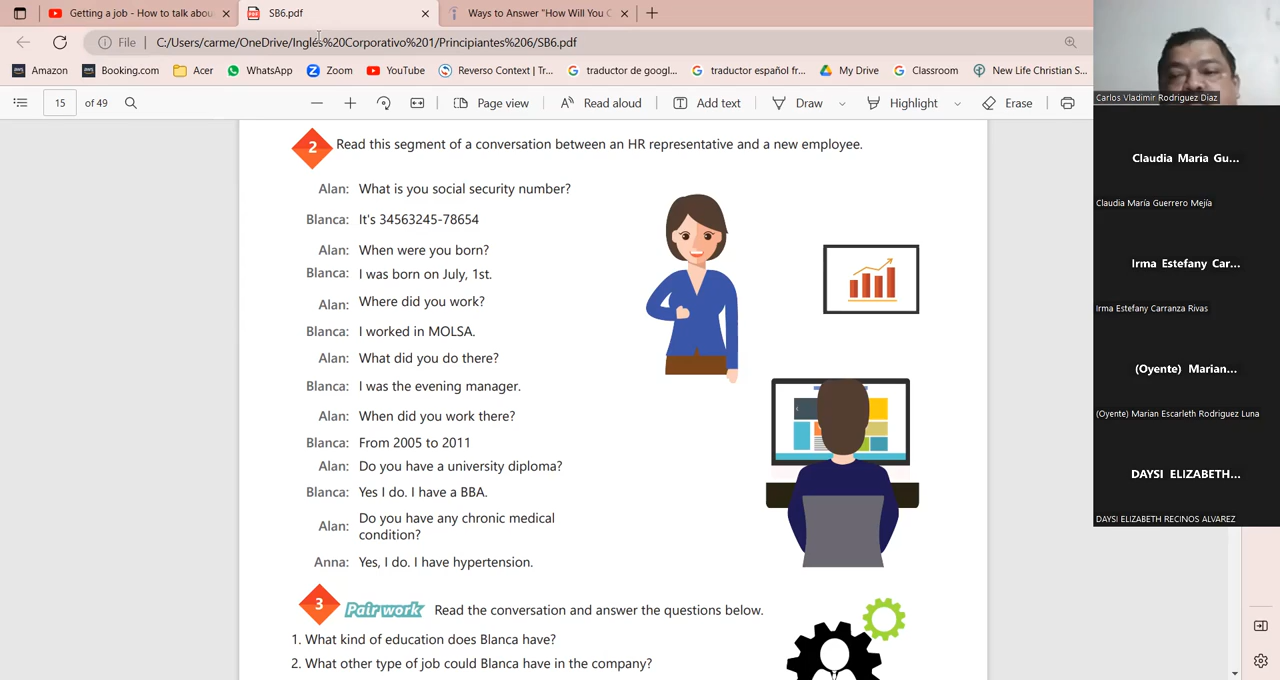 Getting a job - How to talk abou
SB6.pdf
Ways to Answer "How Will You C
File
C:/Users/carme/OneDrive/Ingles%20Corporativo%201/Principiantes%206/SB6.pdf
Amazon
Booking.com
Acer
WhatsApp
Zoom
YouTube
Reverso Context | Tr...
traductor de googl...
traductor español fr...
My Drive
Classroom
New Life Christian S...
15
of 49
Page view
Read aloud
Add text
Draw
Highlight
Erase
2 Read this segment of a conversation between an HR representative and a new employee.
Alan: What is you social security number?
Blanca: It's 34563245-78654
Alan: When were you born?
Blanca: I was born on July, 1st.
Alan: Where did you work?
Blanca: I worked in MOLSA.
Alan: What did you do there?
Blanca: I was the evening manager.
Alan: When did you work there?
Blanca: From 2005 to 2011
Alan: Do you have a university diploma?
Blanca: Yes I do. I have a BBA.
Alan: Do you have any chronic medical
condition?
Anna: Yes, I do. I have hypertension.
3 Pair work Read the conversation and answer the questions below.
1. What kind of education does Blanca have?
2. What other type of job could Blanca have in the company?
Carlos Vladimir Rodriguez Diaz
Claudia Maria Gu...
Claudia María Guerrero Mejía
Irma Estefany Car...
Irma Estefany Carranza Rivas
(Oyente) Marian...
(Oyente) Marian Escarleth Rodriguez Luna
DAYSI ELIZABETH...
DAYSI ELIZABETH RECINOS ALVAREZ